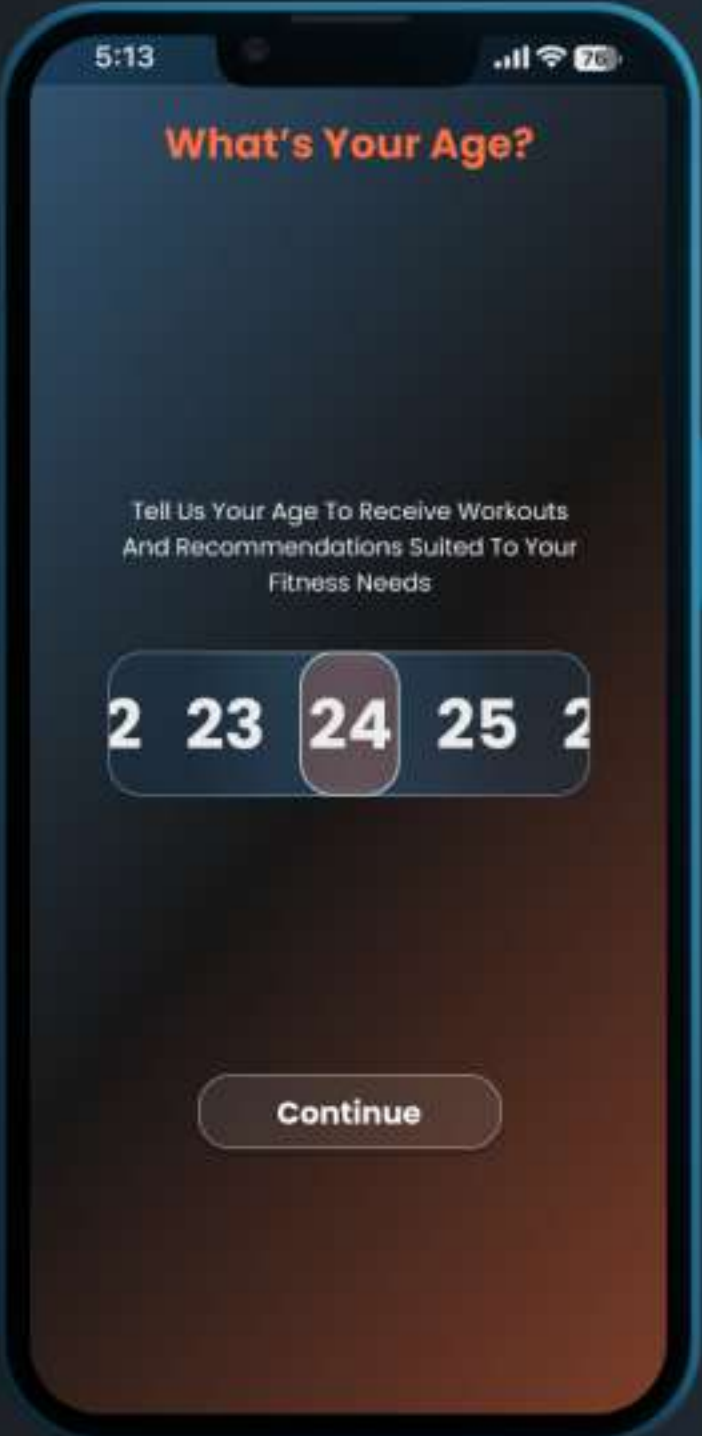 5:13
76
What's Your Age?
Tell Us Your Age To Receive Workouts
And Recommendations Suited To Your
Fitness Needs
2 23 24 25 2
Continue